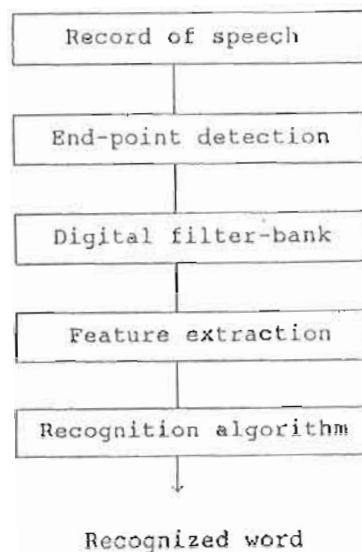 Record of speech
End-point detection
Digital filter-bank
Feature extraction
Recognition algorithm
Recognized word